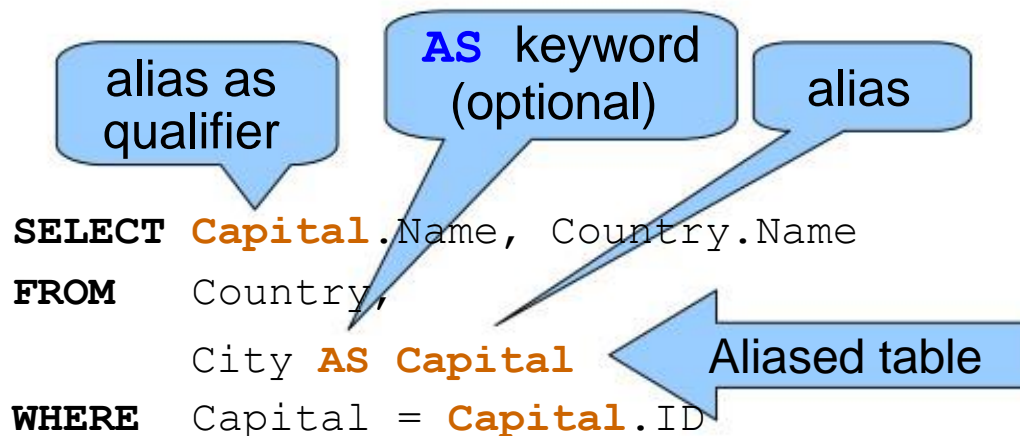 alias as
qualifier
AS keyword
(optional)
alias
SELECT Capital.Name, Country.Name
FROM Country,
City AS Capital
Aliased table
WHERE Capital = Capital.ID